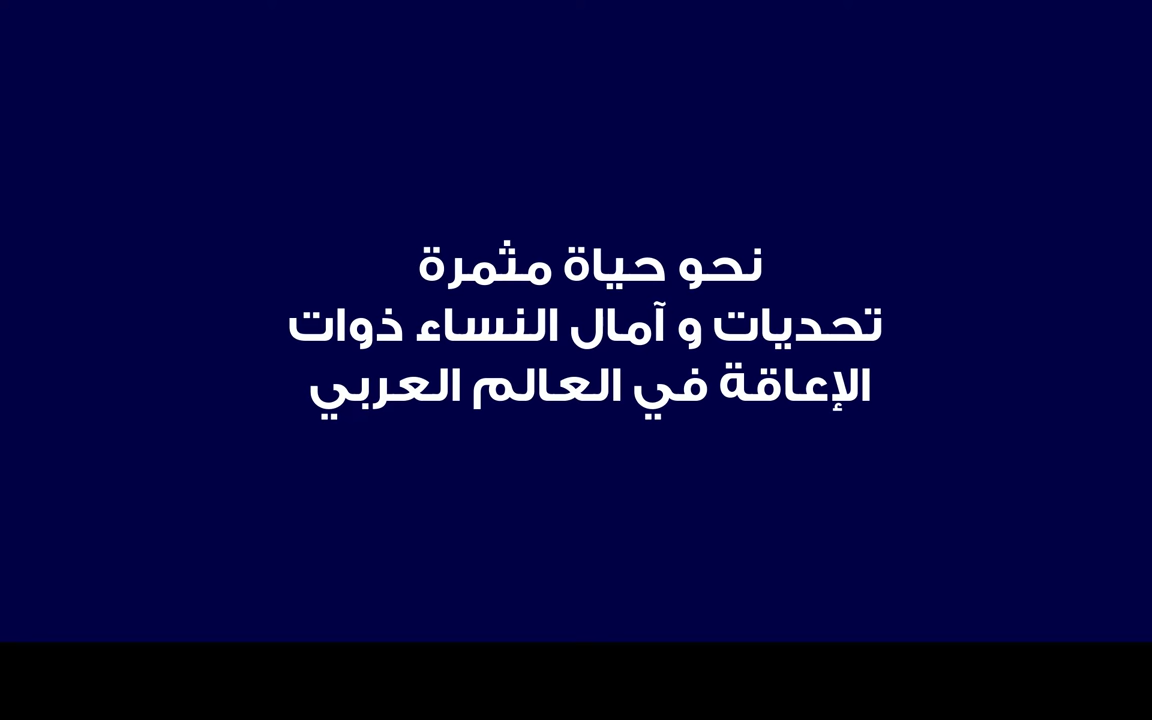 نحو حياة مثمرة
تحديات و آمال النساء ذوات
الإعاقة في العالم العربي